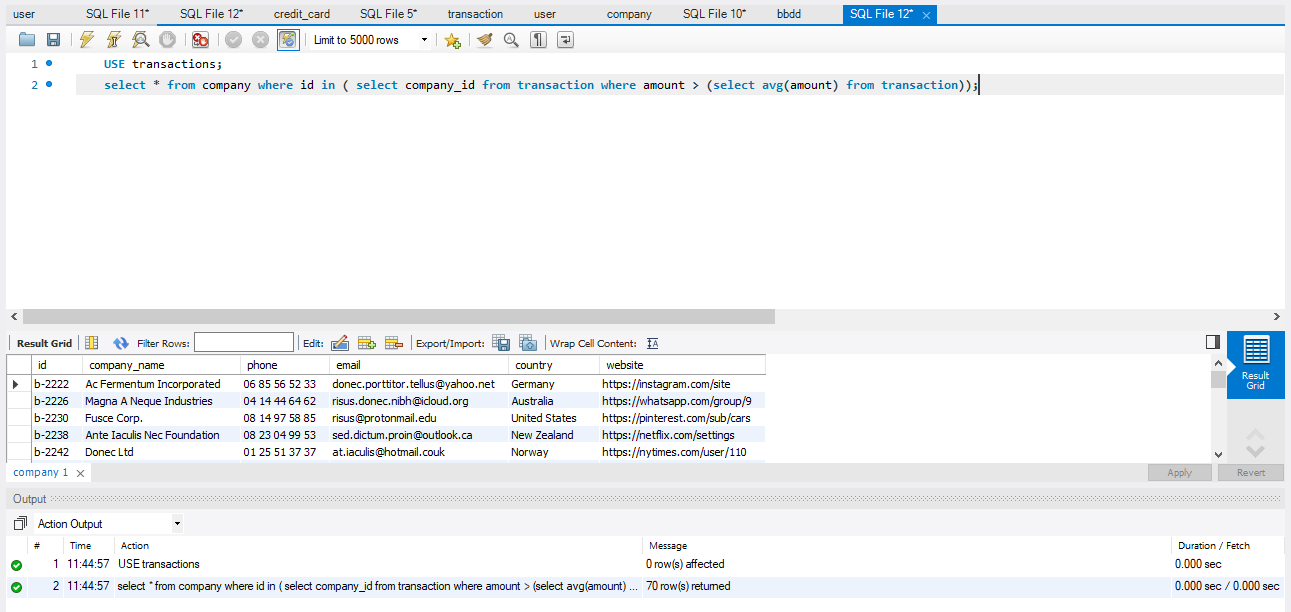 user SQL File 11* SQL File 12* credit_card SQL File 5* transaction user company SQL File 10* bbdd SQL File 12*
Limit to 5000 rows
1 USE transactions;
2 select * from company where id in ( select company_id from transaction where amount > (select avg(amount) from transaction));
Result Grid Filter Rows: Edit: Export/Import: Wrap Cell Content:
id company_name phone email country website
b-2222 Ac Fermentum Incorporated 06 85 56 52 33 donec.porttitor.tellus@yahoo.net Germany https://instagram.com/site
b-2226 Magna A Neque Industries 04 14 44 64 62 risus.donec.nibh@icloud.org Australia https://whatsapp.com/group/9
b-2230 Fusce Corp. 08 14 97 58 85 risus@protonmail.edu United States https://pinterest.com/sub/cars
b-2238 Ante Iaculis Nec Foundation 08 23 04 99 53 sed.dictum.proin@outlook.ca New Zealand https://netflix.com/settings
b-2242 Donec Ltd 01 25 51 37 37 at.iaculis@hotmail.couk Norway https://nytimes.com/user/110
Result
Grid
company 1 Apply Revert
Output
Action Output
# Time Action Message Duration / Fetch
1 11:44:57 USE transactions 0 row(s) affected 0.000 sec
2 11:44:57 select * from company where id in ( select company_id from transaction where amount > (select avg(amount) ... 70 row(s) returned 0.000 sec / 0.000 sec